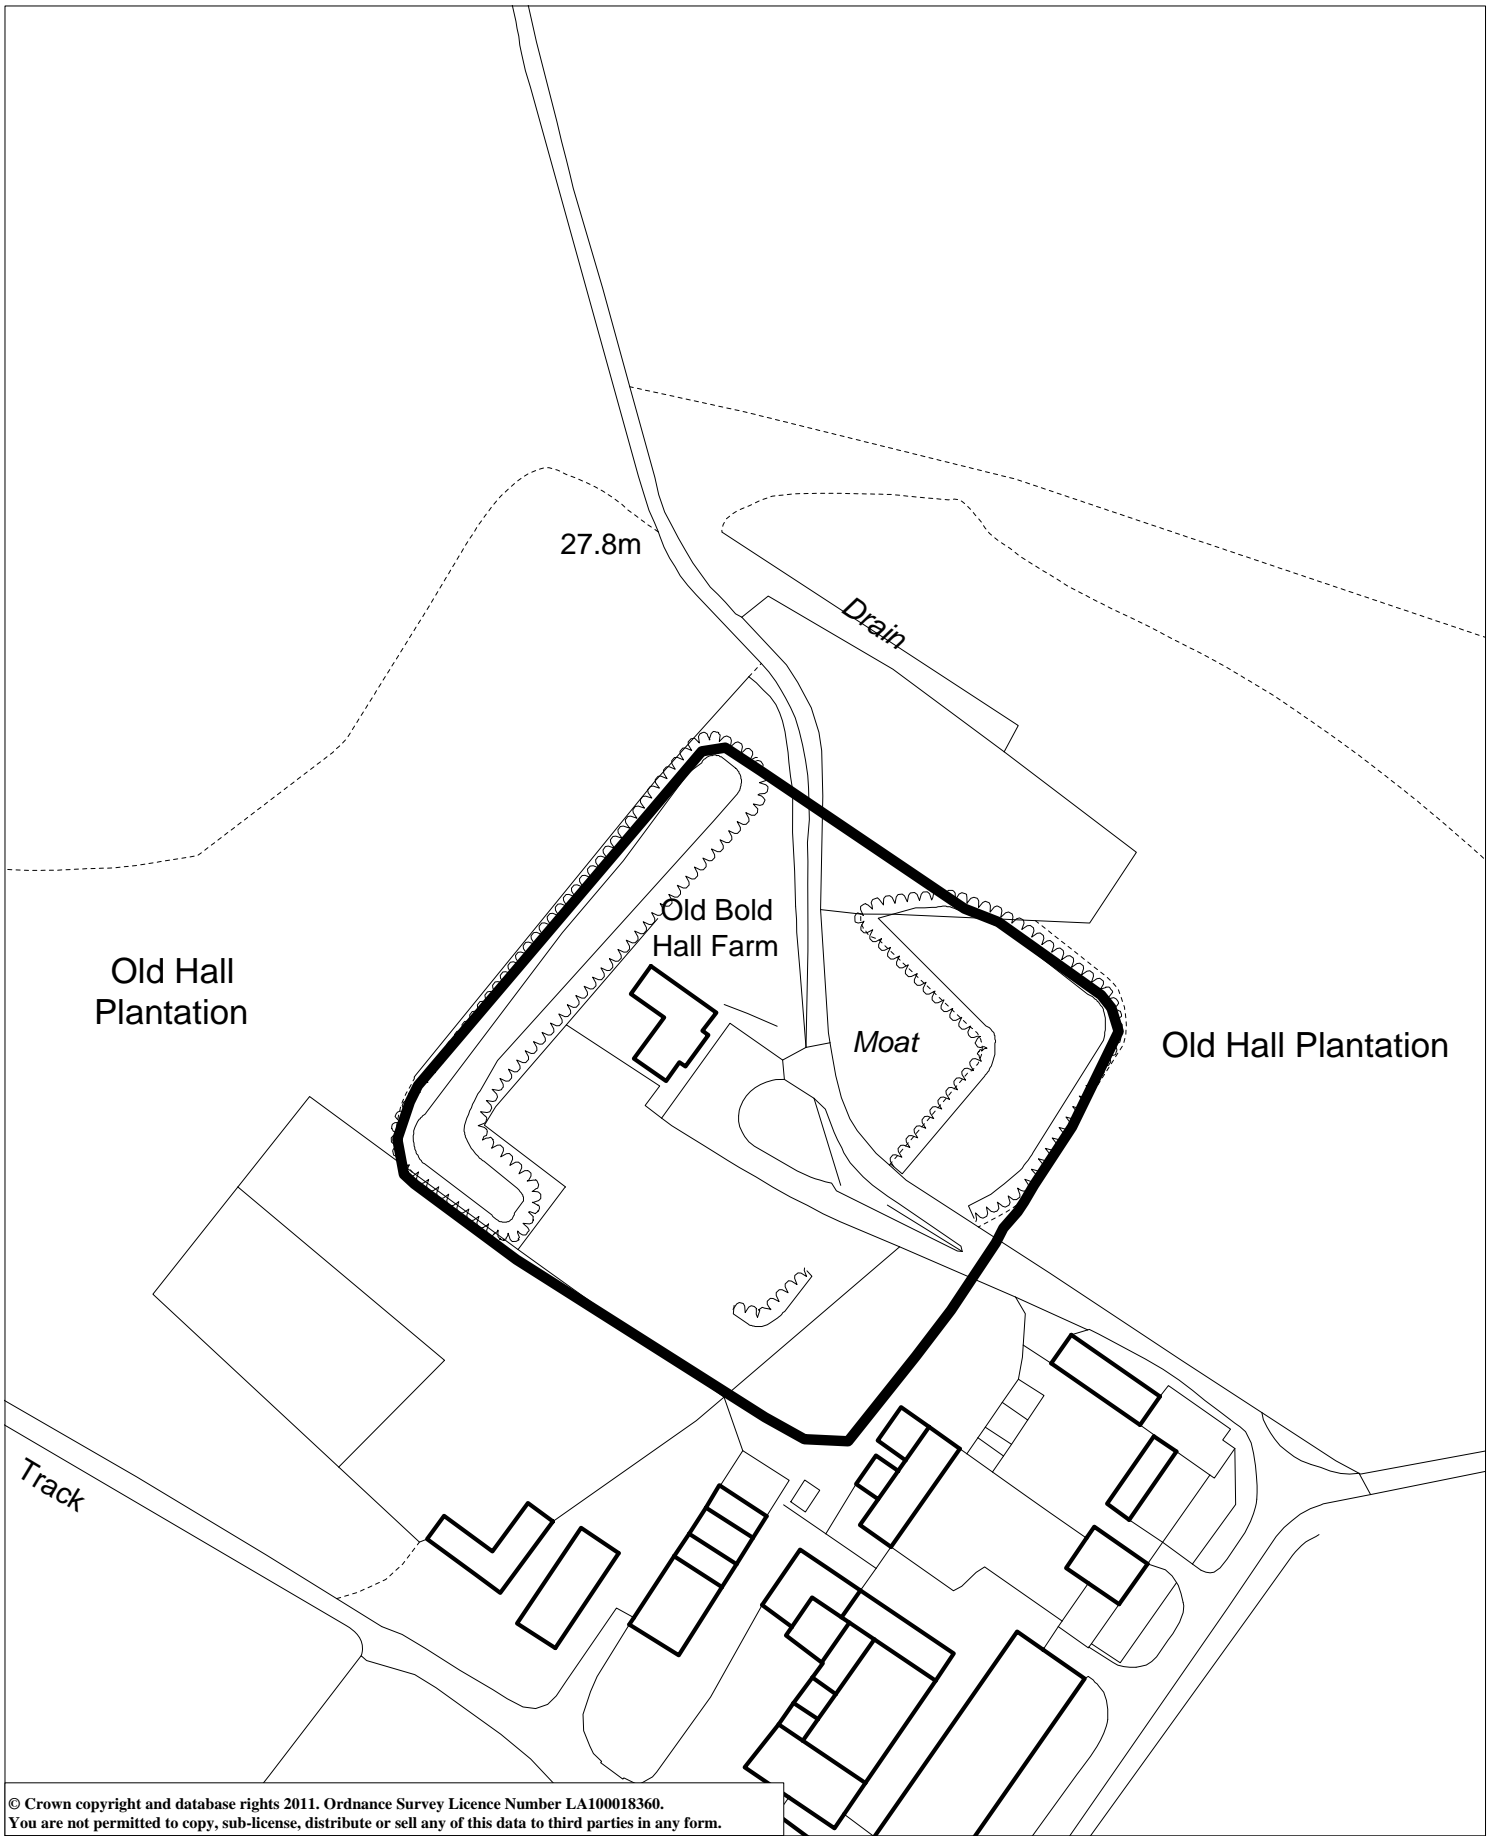 27.8m
Drain
Old Bold
Hall Farm
Old Hall
Plantation
Moat
Old Hall Plantation
Track
© Crown copyright and database rights 2011. Ordnance Survey Licence Number LA100018360.
You are not permitted to copy, sub-license, distribute or sell any of this data to third parties in any form.